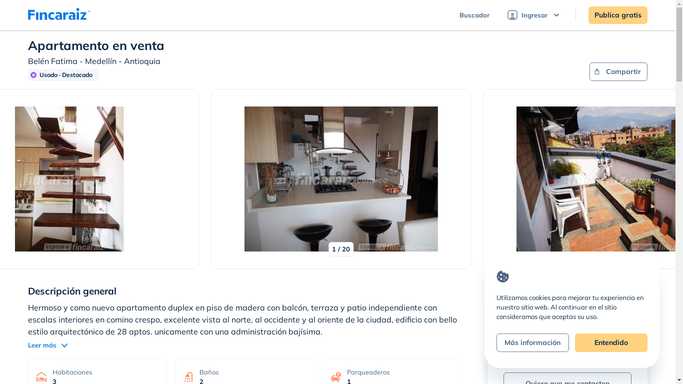 Fincaraiz
Buscador
Ingresar
Publica gratis
Apartamento en venta
Belén Fatima - Medellín - Antioquia
Usado - Destacado
Compartir
fincaraiz
fincaraiz
fincaraiz
fincaraiz
1 / 20
Descripción general
Hermoso y como nuevo apartamento duplex en piso de madera con balcón, terraza y patio independiente con
escalas interiores en comino crespo, excelente vista al norte, al occidente y al oriente de la ciudad, edificio con bello
estilo arquitectónico de 28 aptos. unicamente con una administración bajísima.
Leer más
Habitaciones
3
Baños
2
Parqueaderos
1
Utilizamos cookies para mejorar tu experiencia en
nuestro sitio web. Al continuar en el sitio
consideramos que aceptas su uso.
Más información
Entendido
Quiero que me contacten